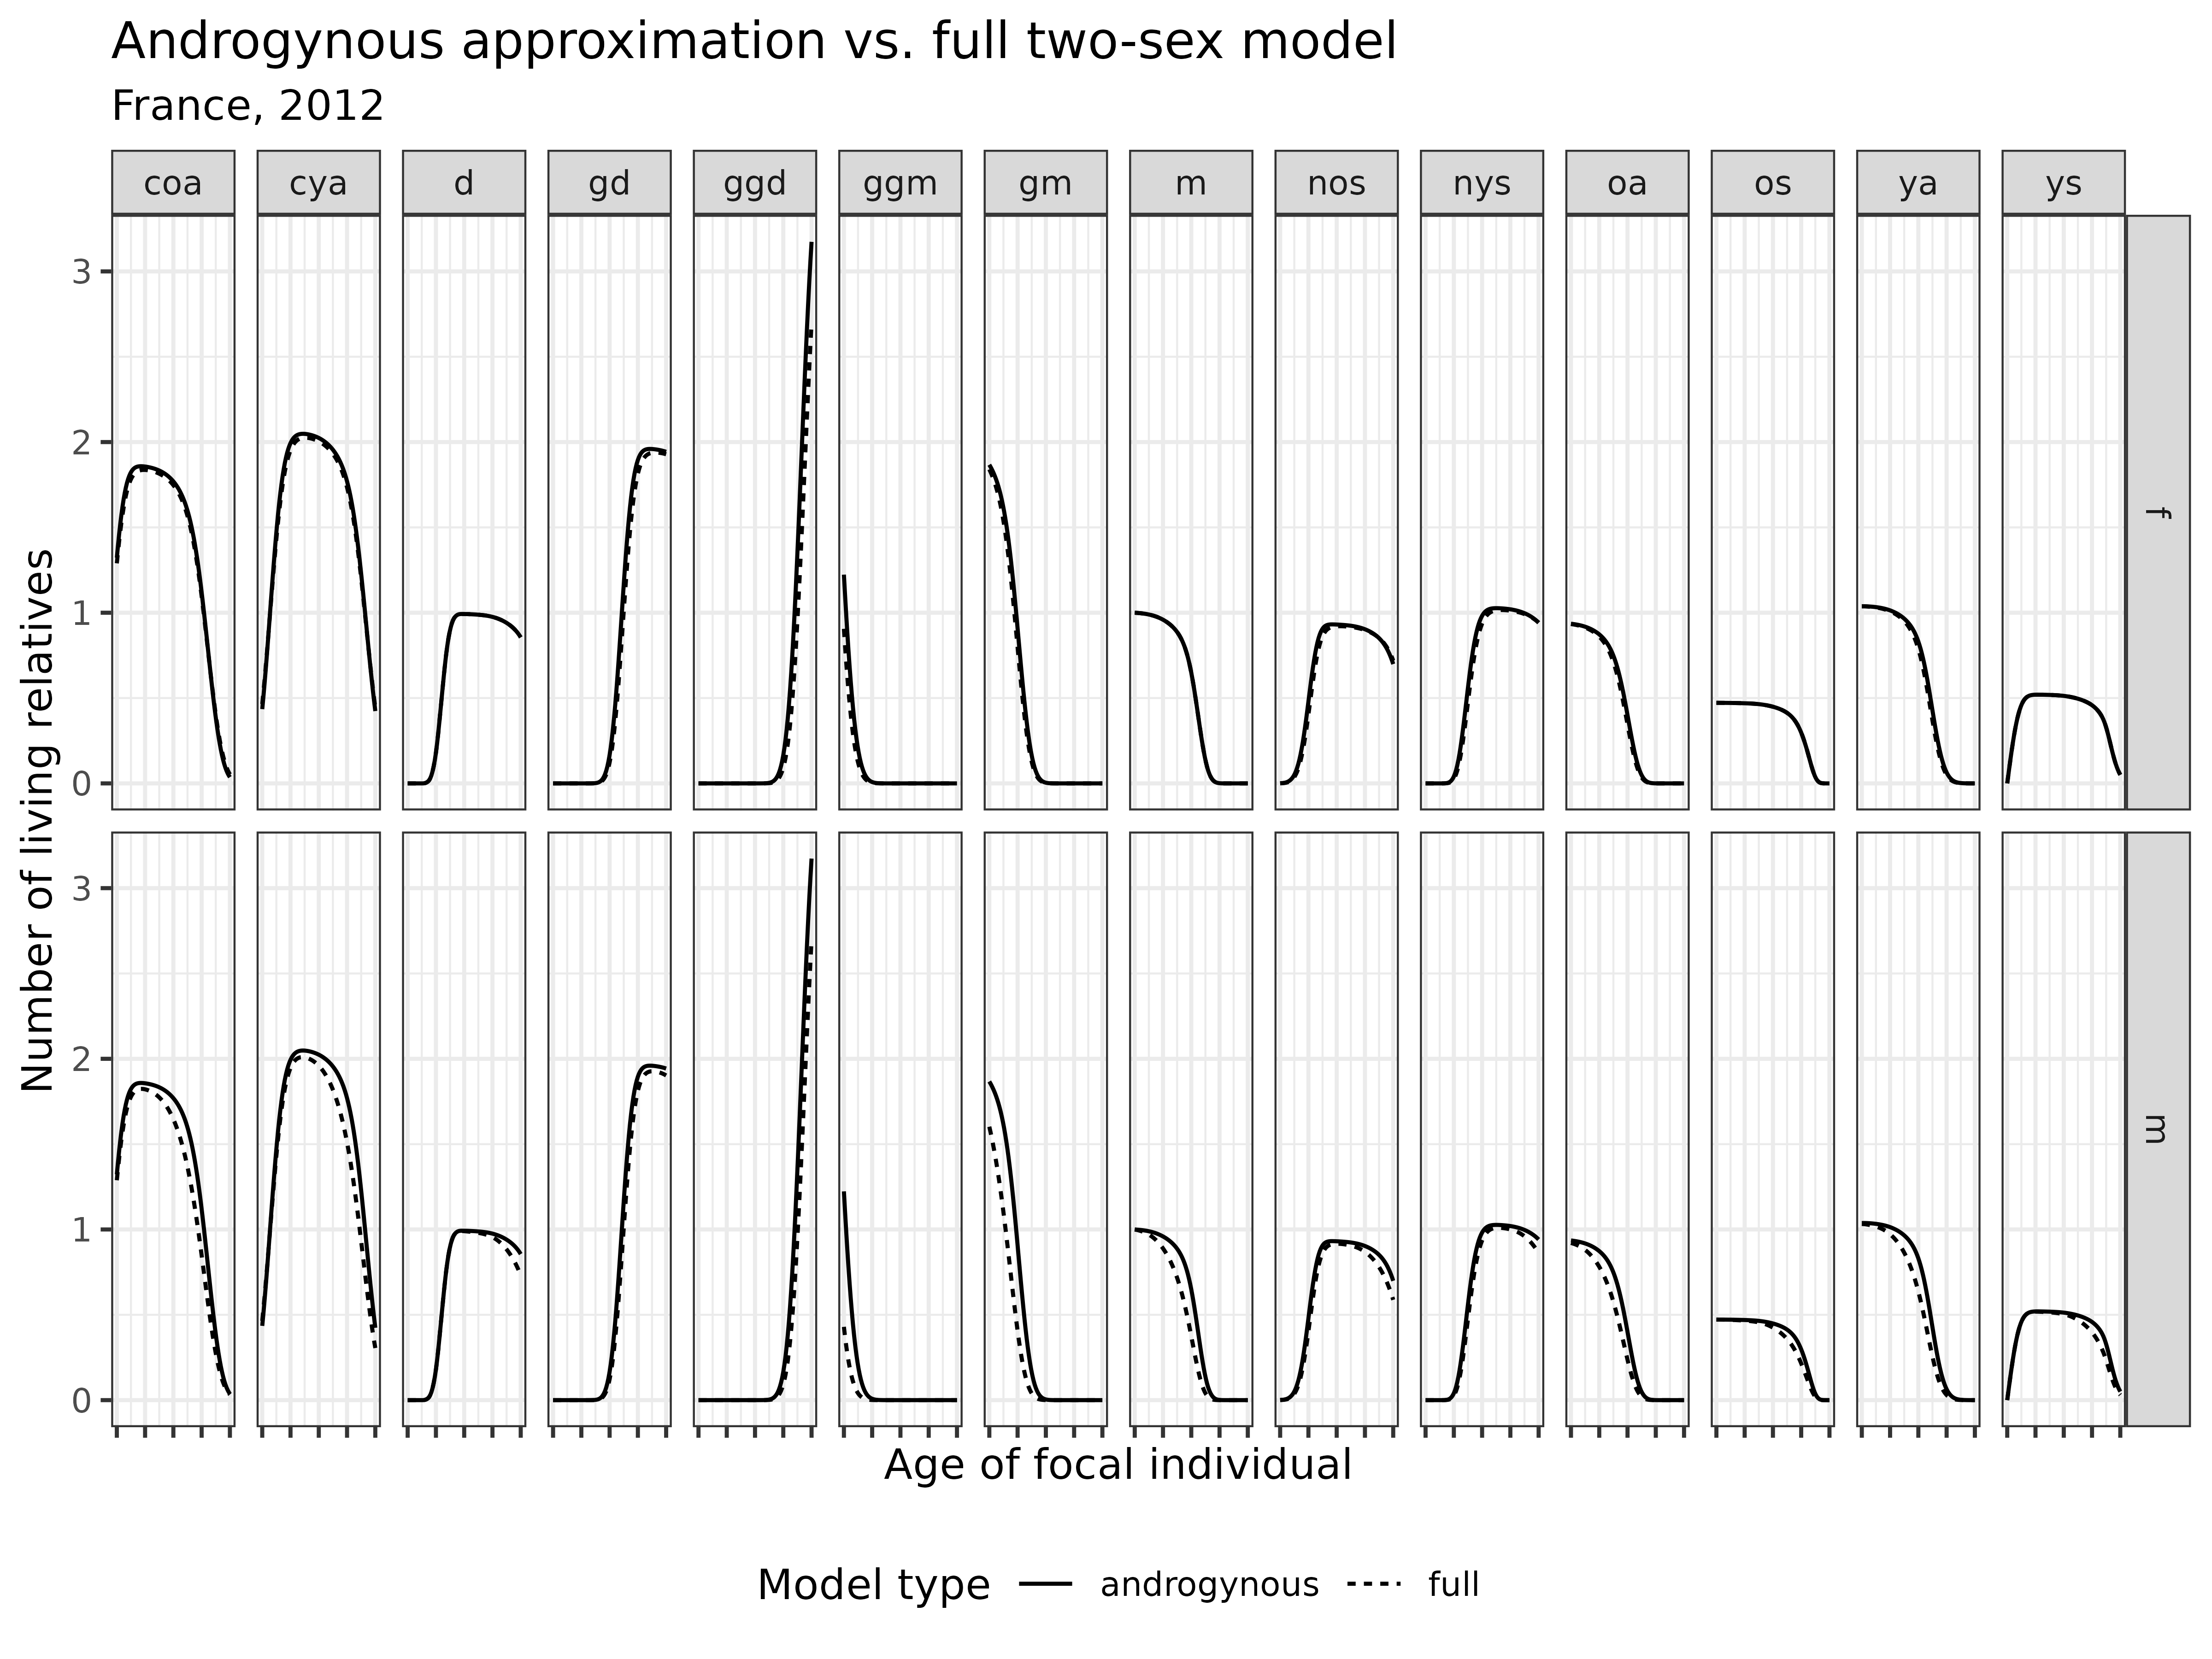 Androgynous approximation vs. full two-sex model
France, 2012
coa cya d gd ggd ggm gm m nos nys oa os ya ys
Number of living relatives
3
2
1
0
f
3
2
1
0
m
Age of focal individual
Model type androgynous full